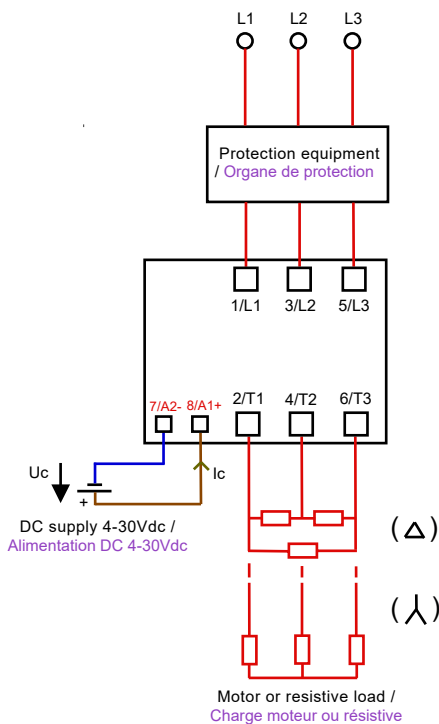 L1 L2 L3
Protection equipment
/ Organe de protection
1/L1 3/L2 5/L3
7/A2- 8/A1+ 2/T1 4/T2 6/T3
Uc
Ic
+
DC supply 4-30Vdc /
Alimentation DC 4-30Vdc
(△)
(⅄)
Motor or resistive load /
Charge moteur ou résistive